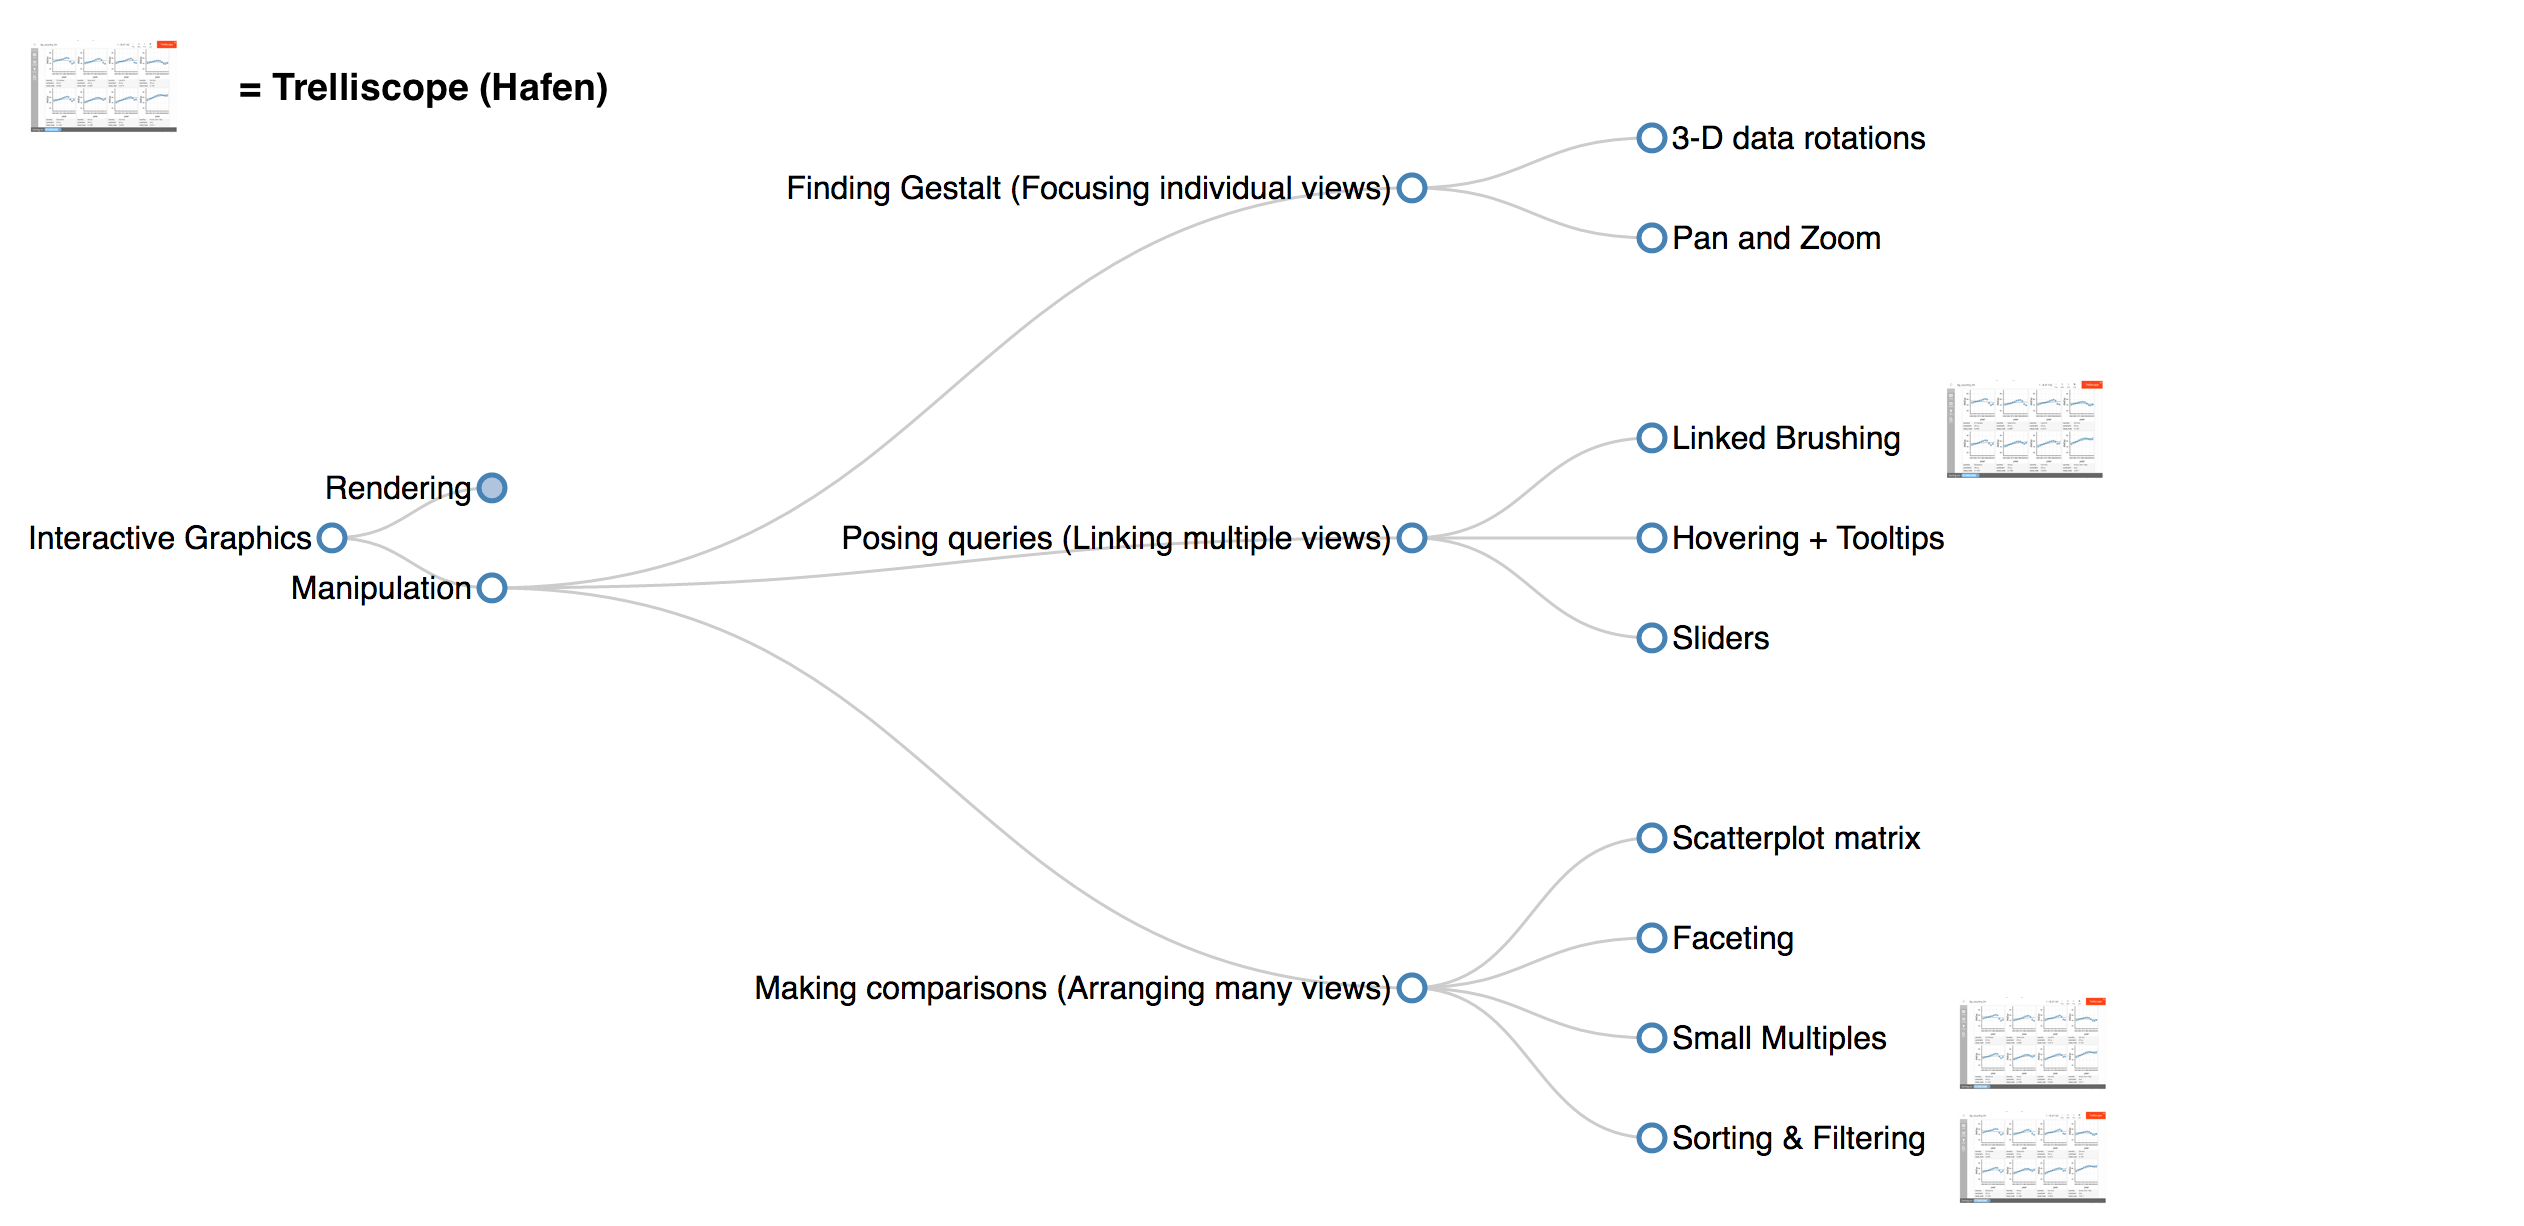 = Trelliscope (Hafen)
3-D data rotations
Finding Gestalt (Focusing individual views)
Pan and Zoom
Linked Brushing
Rendering
Interactive Graphics
Posing queries (Linking multiple views)
Hovering + Tooltips
Manipulation
Sliders
Scatterplot matrix
Faceting
Making comparisons (Arranging many views)
Small Multiples
Sorting & Filtering